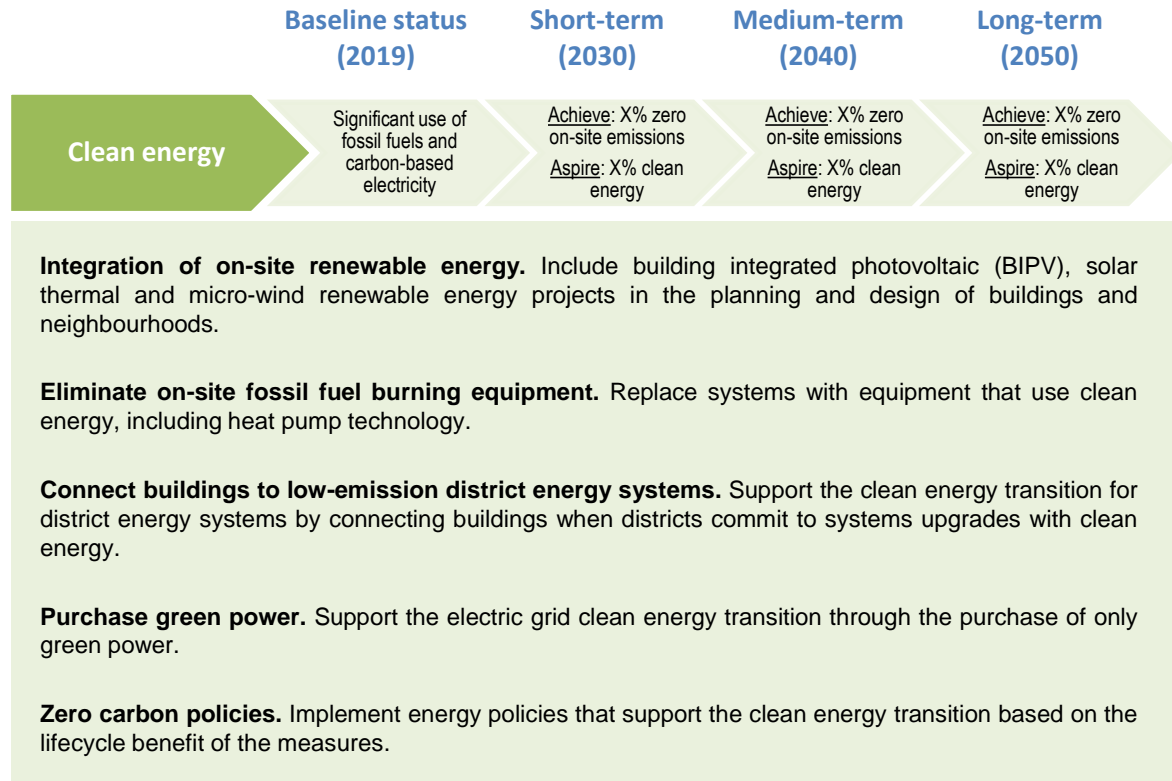 Baseline status
(2019)
Short-term
(2030)
Medium-term
(2040)
Long-term
(2050)
Clean energy
Significant use of
fossil fuels and
carbon-based
electricity
Achieve: X% zero
on-site emissions
Aspire: X% clean
energy
Achieve: X% zero
on-site emissions
Aspire: X% clean
energy
Achieve: X% zero
on-site emissions
Aspire: X% clean
energy
Integration of on-site renewable energy. Include building integrated photovoltaic (BIPV), solar
thermal and micro-wind renewable energy projects in the planning and design of buildings and
neighbourhoods.
Eliminate on-site fossil fuel burning equipment. Replace systems with equipment that use clean
energy, including heat pump technology.
Connect buildings to low-emission district energy systems. Support the clean energy transition for
district energy systems by connecting buildings when districts commit to systems upgrades with clean
energy.
Purchase green power. Support the electric grid clean energy transition through the purchase of only
green power.
Zero carbon policies. Implement energy policies that support the clean energy transition based on the
lifecycle benefit of the measures.